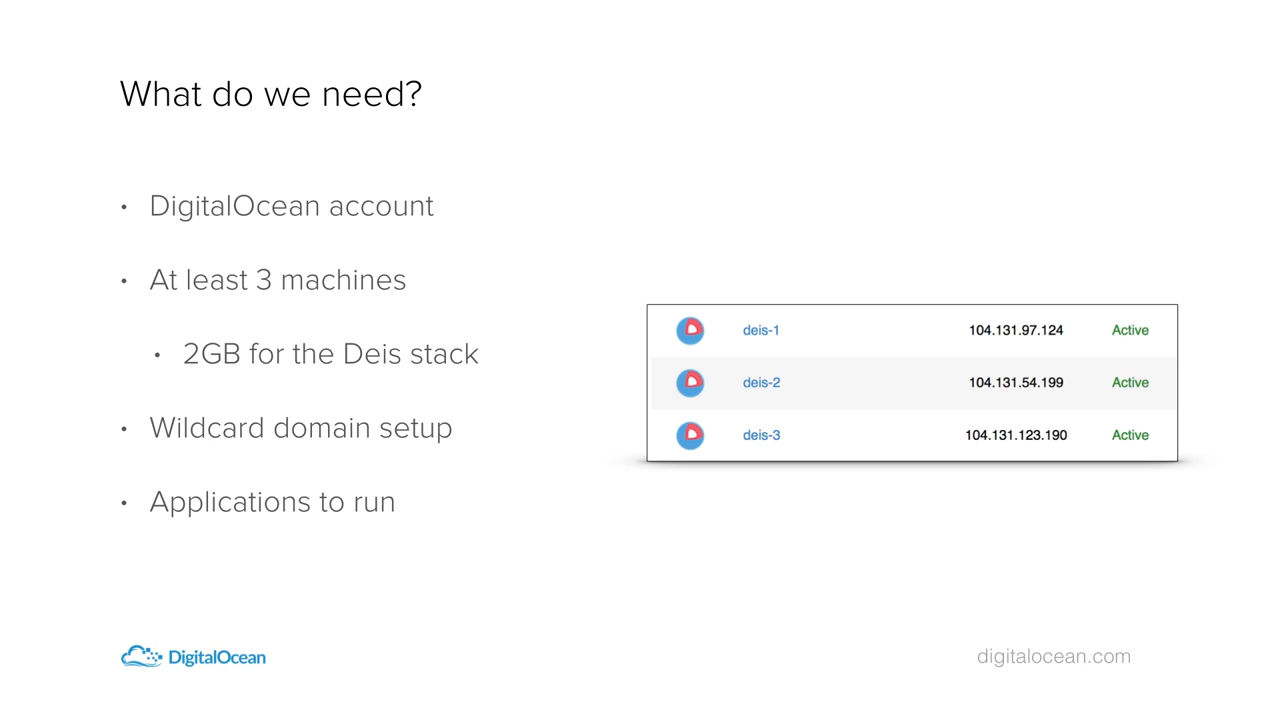 What do we need?
• DigitalOcean account
• At least 3 machines
• 2GB for the Deis stack
• Wildcard domain setup
• Applications to run
deis-1 104.131.97.124 Active
deis-2 104.131.54.199 Active
deis-3 104.131.123.190 Active
DigitalOcean
digitalocean.com